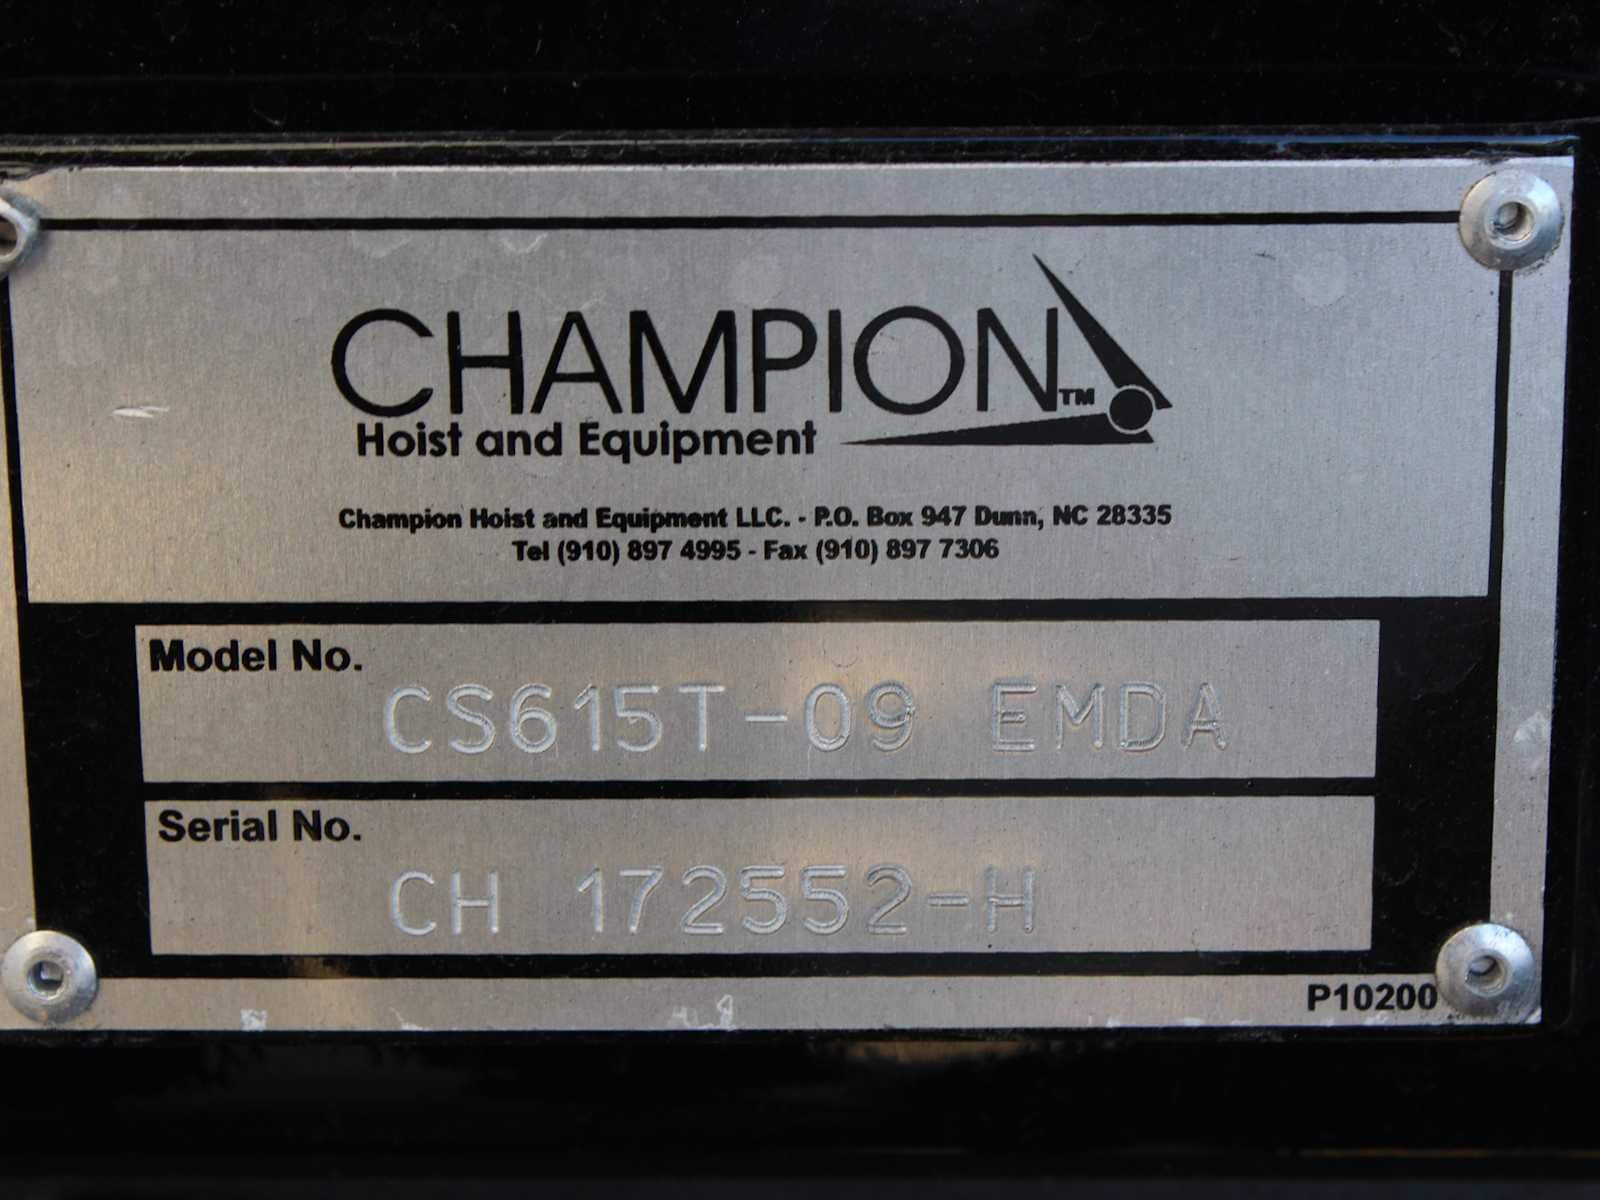 CHAMPION TM
Hoist and Equipment
Champion Hoist and Equipment LLC. - P.O. Box 947 Dunn, NC 28335
Tel (910) 897 4995 - Fax (910) 897 7306
Model No.
CS615T-09 EMDA
Serial No.
CH 172552-H
P10200